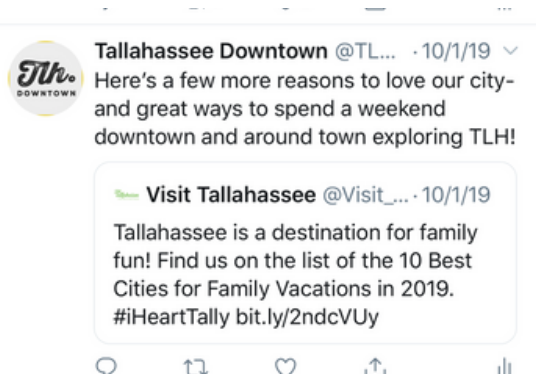 Tlh.
DOWNTOWN
Tallahassee Downtown @TL... · 10/1/19
Here's a few more reasons to love our city-
and great ways to spend a weekend
downtown and around town exploring TLH!
Visit Tallahassee @Visit_... · 10/1/19
Tallahassee is a destination for family
fun! Find us on the list of the 10 Best
Cities for Family Vacations in 2019.
#iHeartTally bit.ly/2ndcVUy